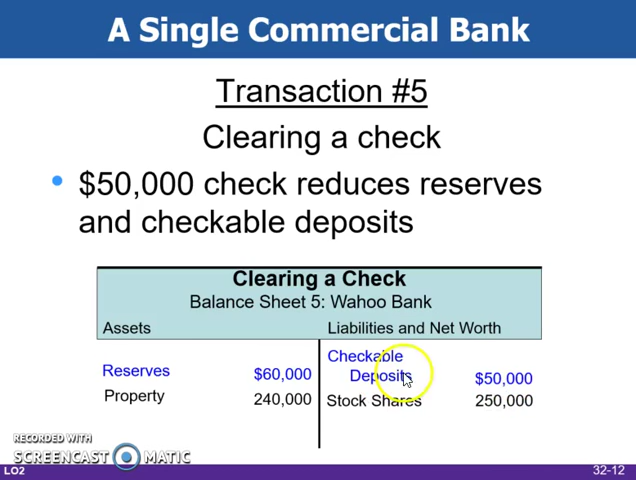 A Single Commercial Bank
Transaction #5
Clearing a check
• $50,000 check reduces reserves
and checkable deposits
Clearing a Check
Balance Sheet 5: Wahoo Bank
Assets Liabilities and Net Worth
Checkable
Reserves $60,000 Deposits $50,000
Property 240,000 Stock Shares 250,000
RECORDED WITH
SCREENCAST MATIC
LO2 32-12